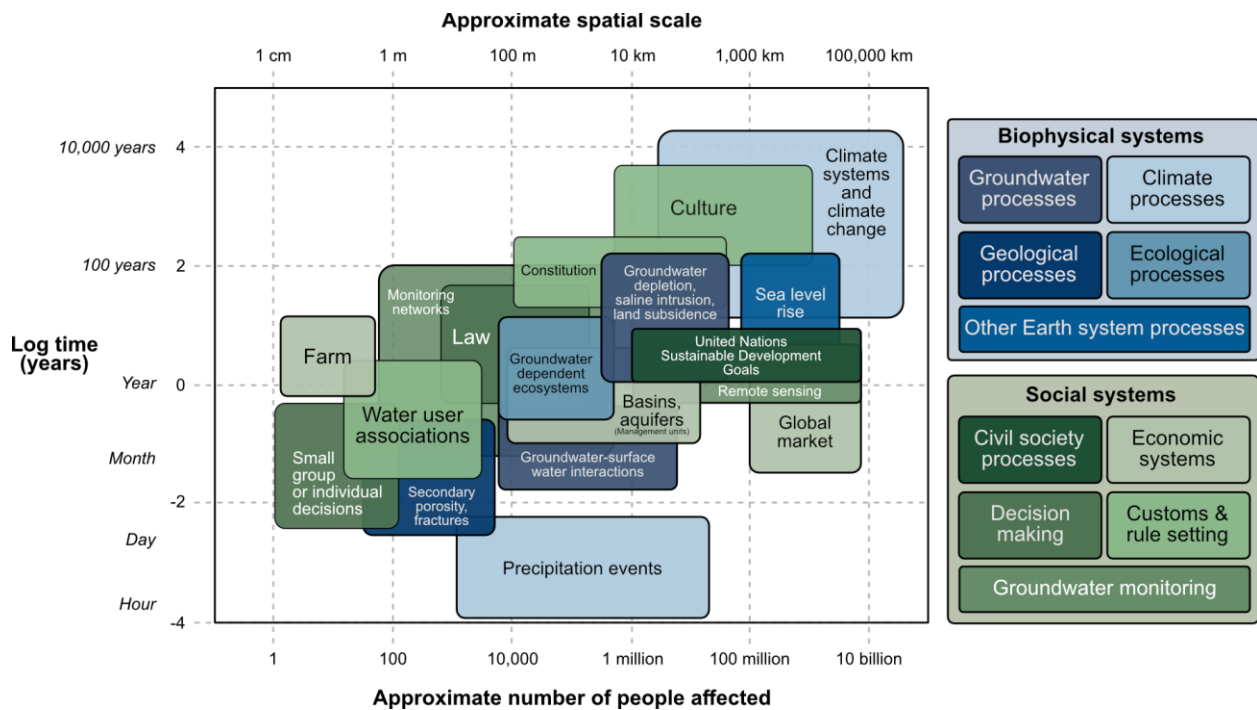 Approximate spatial scale
1 cm
1 m
100 m
10 km
1,000 km
100,000 km
10,000 years
100 years
Log time
(years)
Year
Month
Day
Hour
4
2
0
-2
-4
Climate
systems
and
climate
change
Culture
Constitution
Groundwater
depletion,
saline intrusion,
land subsidence
Sea level
rise
Monitoring
networks
Law
Farm
Groundwater
dependent
ecosystems
United Nations
Sustainable Development
Goals
Remote sensing
Water user
associations
Basins,
aquifers
(Management units)
Global
market
Small
group
or individual
decisions
Secondary
porosity,
fractures
Groundwater-surface
water interactions
Precipitation events
1
100
10,000
1 million
100 million
10 billion
Approximate number of people affected
Biophysical systems
Groundwater
processes
Climate
processes
Geological
processes
Ecological
processes
Other Earth system processes
Social systems
Civil society
processes
Economic
systems
Decision
making
Customs &
rule setting
Groundwater monitoring